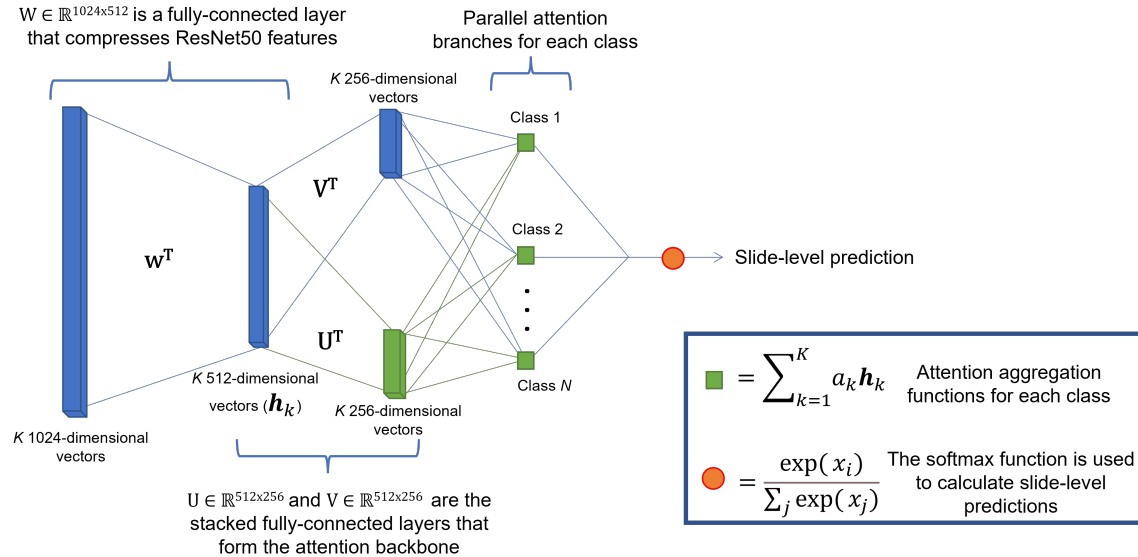 W ∈ ℝ^1024x512 is a fully-connected layer
that compresses ResNet50 features
Parallel attention
branches for each class
K 256-dimensional
vectors
Class 1
V^T
Class 2
W^T
Slide-level prediction
U^T
K 512-dimensional
vectors (h_k)
Class N
K 256-dimensional
vectors
K 1024-dimensional
vectors
U ∈ ℝ^512x256 and V ∈ ℝ^512x256 are the
stacked fully-connected layers that
form the attention backbone
= ∑_{k=1}^{K} a_k h_k
Attention aggregation
functions for each class
= exp(x_i) / ∑_j exp(x_j)
The softmax function is used
to calculate slide-level
predictions